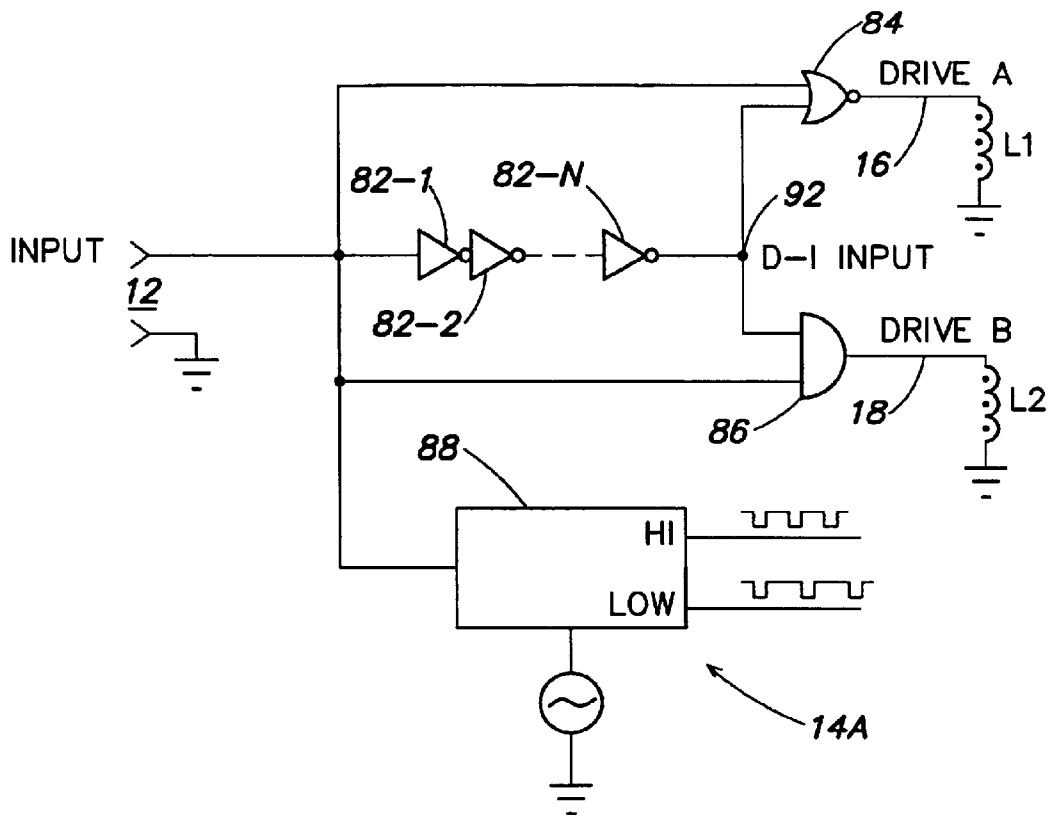 84
DRIVE A
16
L1
82-1
82-N
92
INPUT
D-I INPUT
12
82-2
DRIVE B
18
L2
86
88
HI
LOW
14A